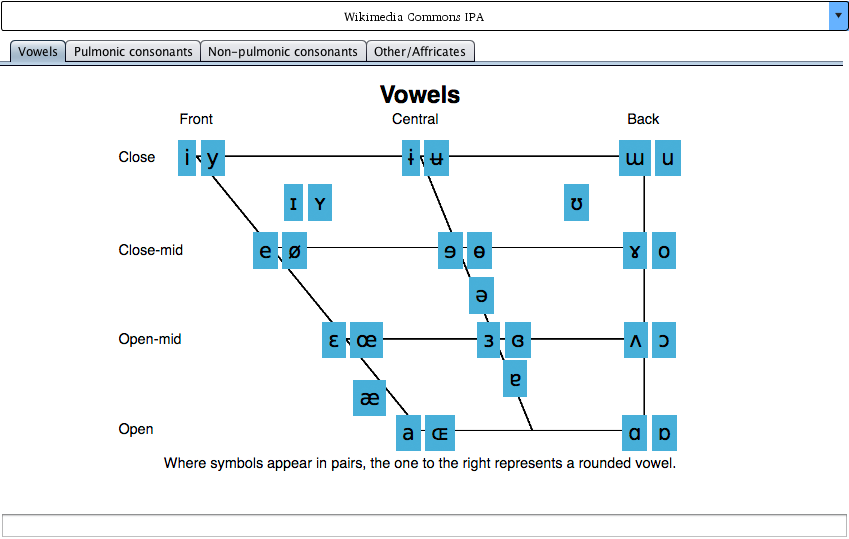 Wikimedia Commons IPA
Vowels Pulmonic consonants Non-pulmonic consonants Other/Affricates
Vowels
Front Central Back
Close i y ɨ ʉ ɯ u
ɪ ʏ ʊ
Close-mid e ø ɘ ɵ ɤ o
ə
Open-mid ɛ œ ɜ ɞ ʌ ɔ
ɐ
æ
Open a ɶ ɑ ɒ
Where symbols appear in pairs, the one to the right represents a rounded vowel.